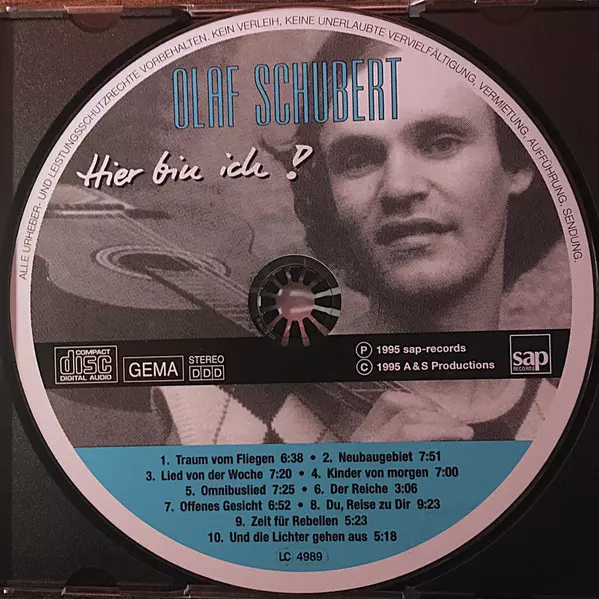 ALLE URHEBER- UND LEISTUNGSSCHUTZRECHTE VORBEHALTEN. KEIN VERLEIH, KEINE UNERLAUBTE VERVIELFÄLTIGUNG, VERMIETUNG, AUFFÜHRUNG, SENDUNG.
OLAF SCHUBERT
Hier bin ich !
COMPACT
disc
DIGITAL AUDIO
GEMA
STEREO
DDD
Ⓟ 1995 sap-records
© 1995 A & S Productions
sap
RECORDS
1. Traum vom Fliegen 6:38 • 2. Neubaugebiet 7:51
3. Lied von der Woche 7:20 • 4. Kinder von morgen 7:00
5. Omnibuslied 7:25 • 6. Der Reiche 3:06
7. Offenes Gesicht 6:52 • 8. Du, Reise zu Dir 9:23
9. Zeit für Rebellen 5:23
10. Und die Lichter gehen aus 5:18
LC 4989